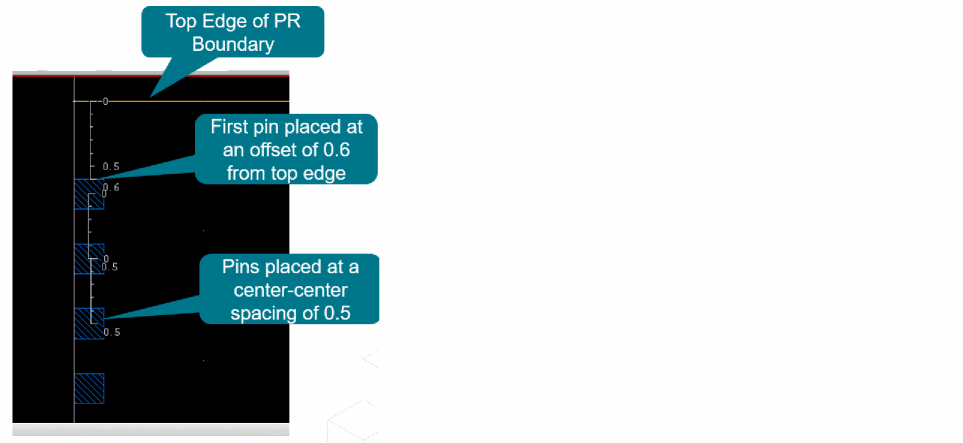 Top Edge of PR
Boundary
0
First pin placed at
an offset of 0.6
from top edge
0.5
0.6
0
0
0.5
Pins placed at a
center-center
spacing of 0.5
0.5